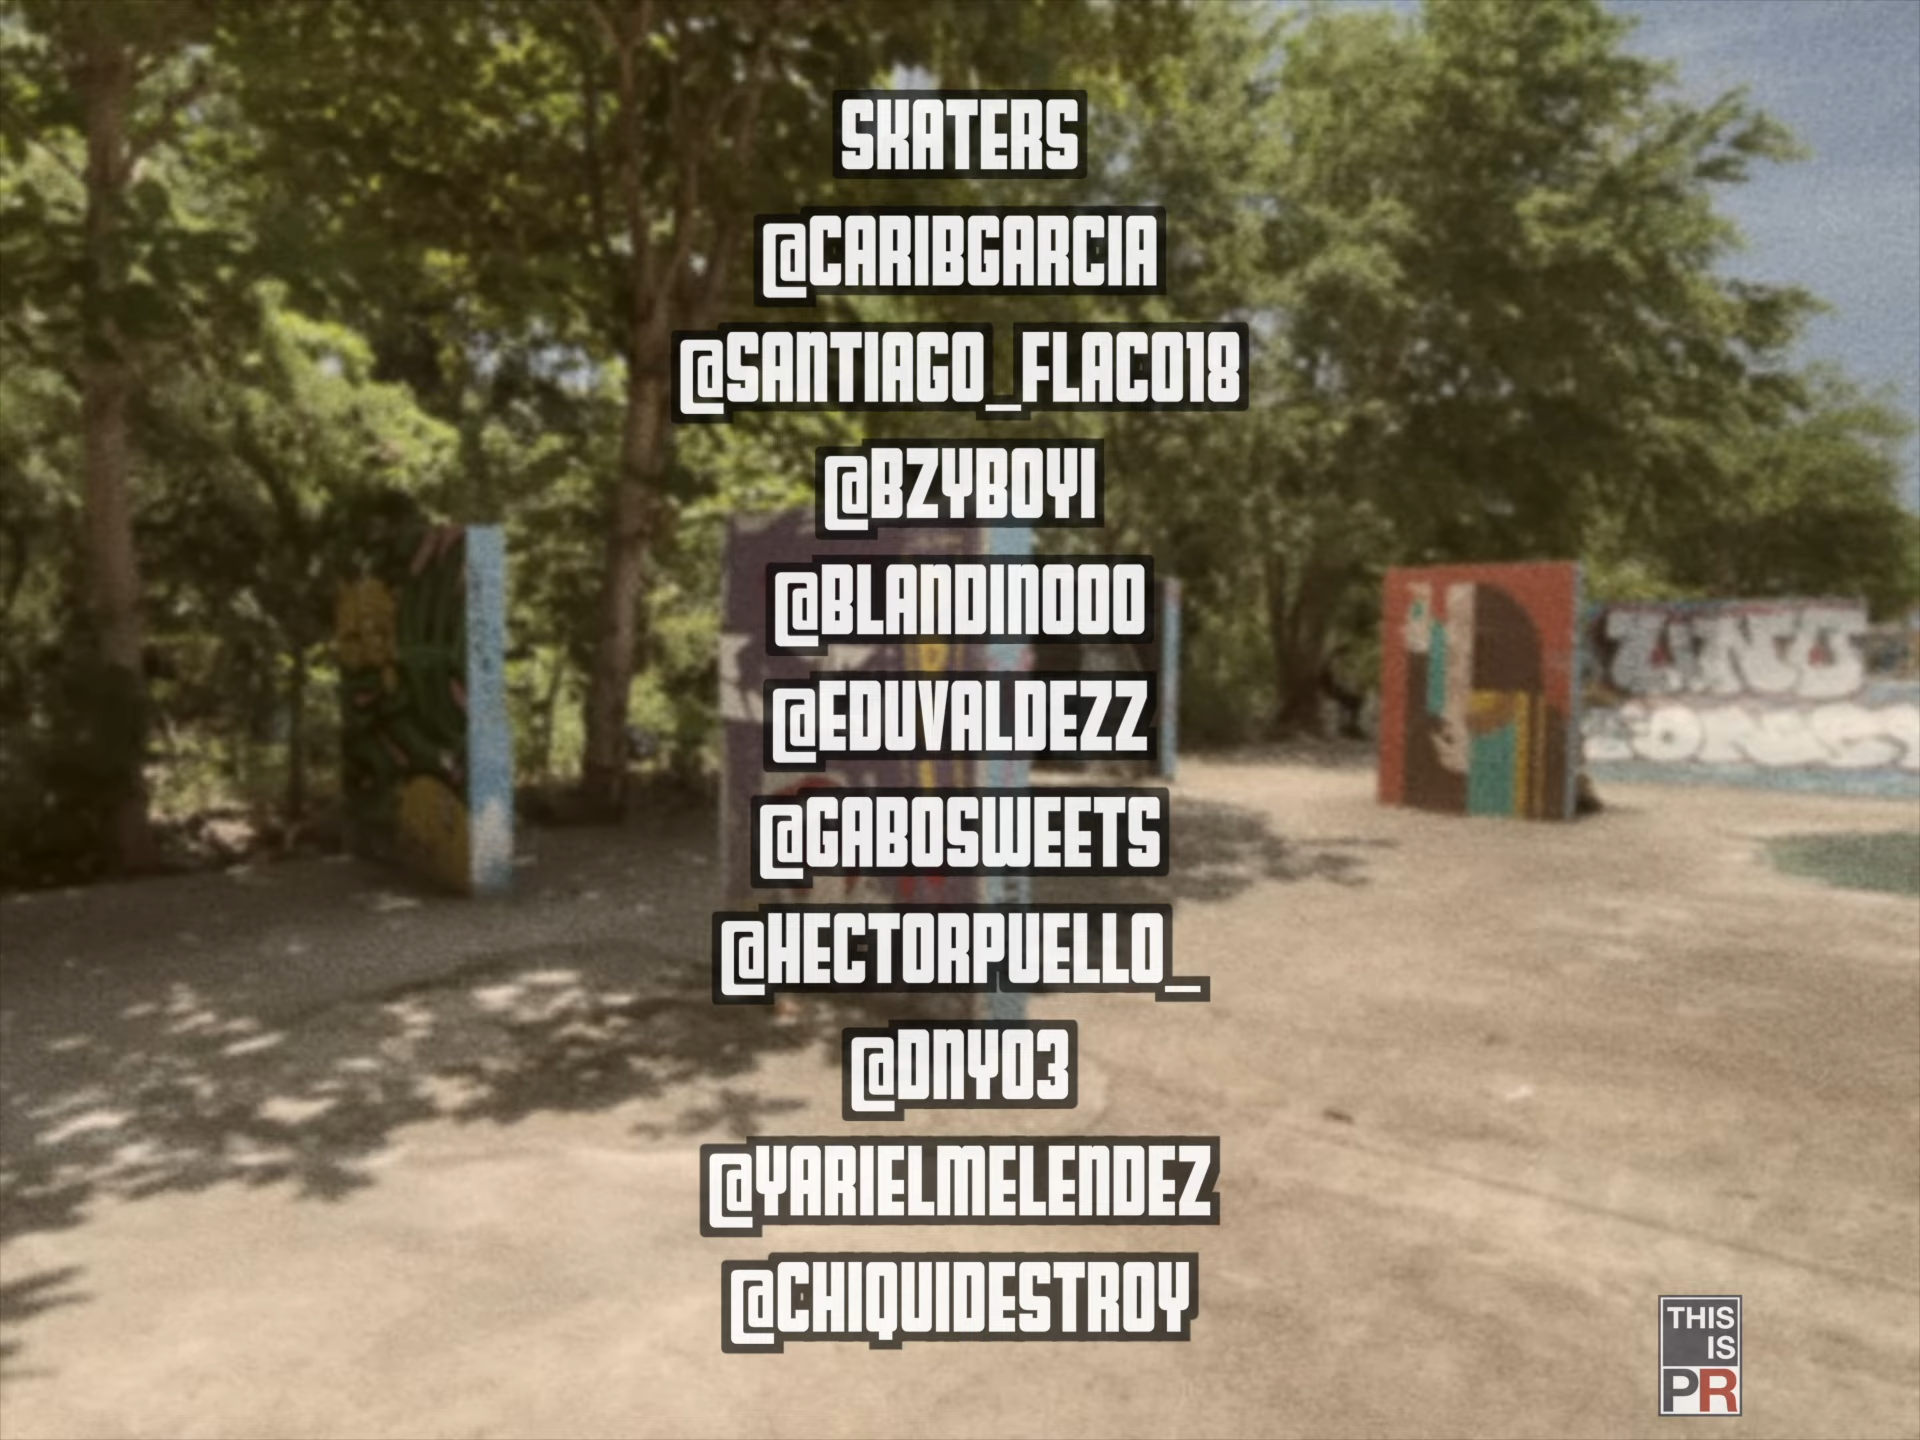 SKATERS
@CARIBGARCIA
@SANTIAGO_FLACO18
@BZYBOYI
@BLANDINOOO
@EDUVALDEZZ
@GABOSWEETS
@HECTORPUELLO_
@DNY03
@YARIELMELENDEZ
@CHIQUIDESTROY
THIS
IS
PR